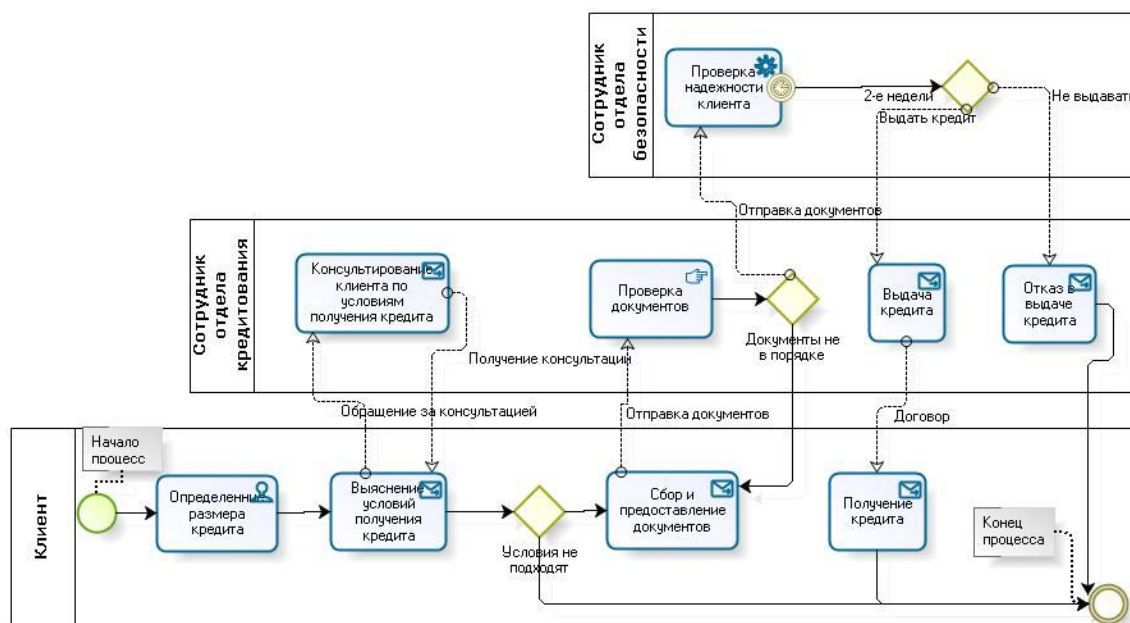 Сотрудник
отдела
безопасности
Проверка
надежности
клиента
2-е недели
Выдать кредит
Не выдавать
Отправка документов
Сотрудник
отдела
кредитования
Консультирование
клиента по
условиям
получения кредита
Проверка
документов
Документы не
в порядке
Выдача
кредита
Отказ в
выдаче
кредита
Получение консультации
Обращение за консультацией
Отправка документов
Договор
Клиент
Начало
процесс
Определение
размера
кредита
Выяснение
условий
получения
кредита
Условия не
подходят
Сбор и
предоставление
документов
Получение
кредита
Конец
процесса